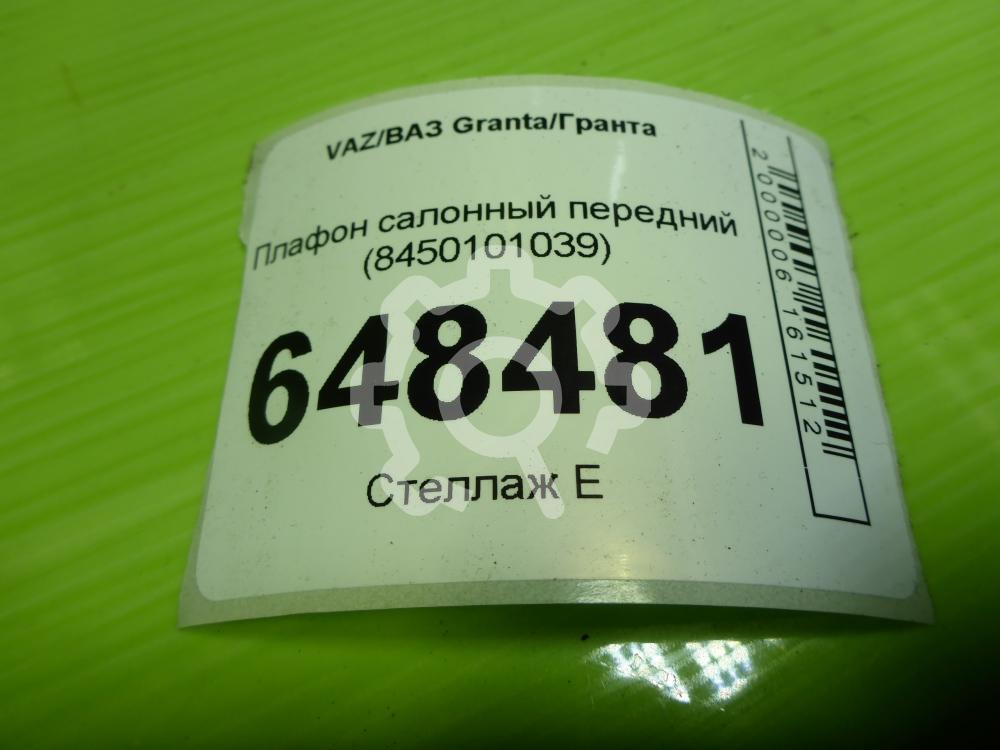 VAZ/ВАЗ Granta/Гранта
Плафон салонный передний
(8450101039)
648481
Стеллаж Е
2000006161512